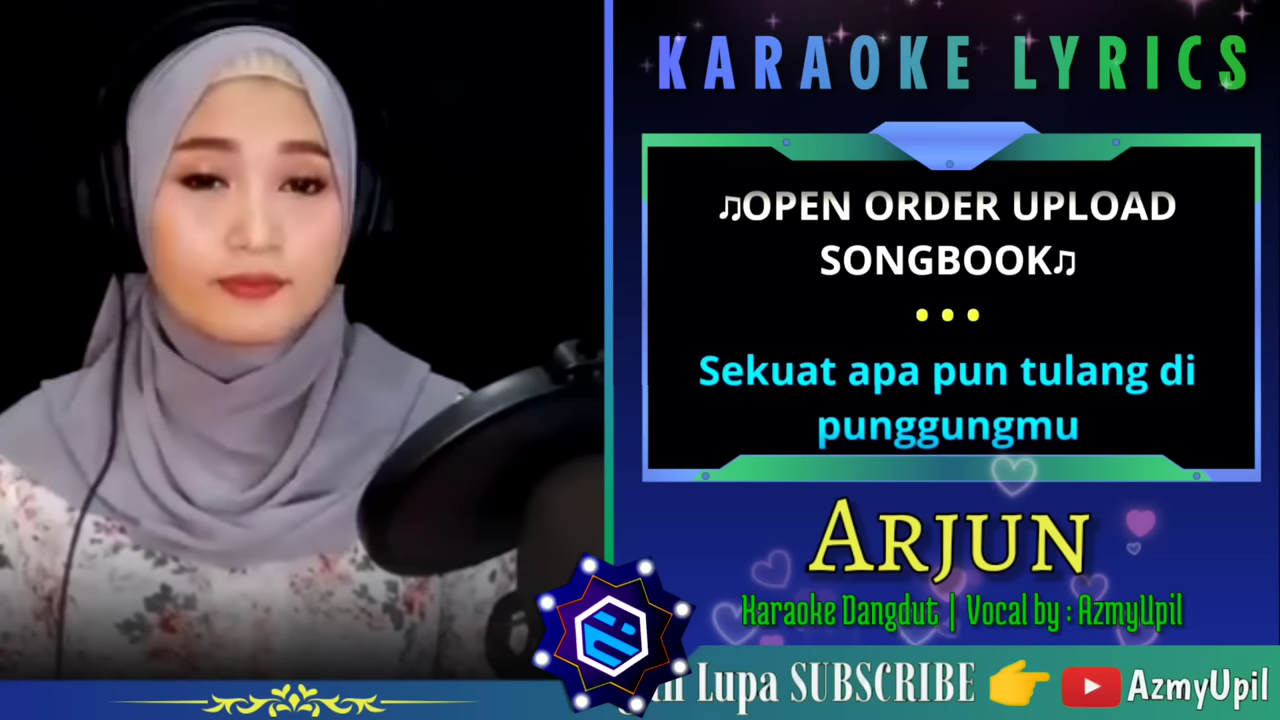 KARAOKE LYRICS
♫OPEN ORDER UPLOAD
SONGBOOK♫
• • •
Sekuat apa pun tulang di
punggungmu
ARJUN
Karaoke Dangdut | Vocal by : AzmyUpil
Lupa SUBSCRIBE 👉 AzmyUpil